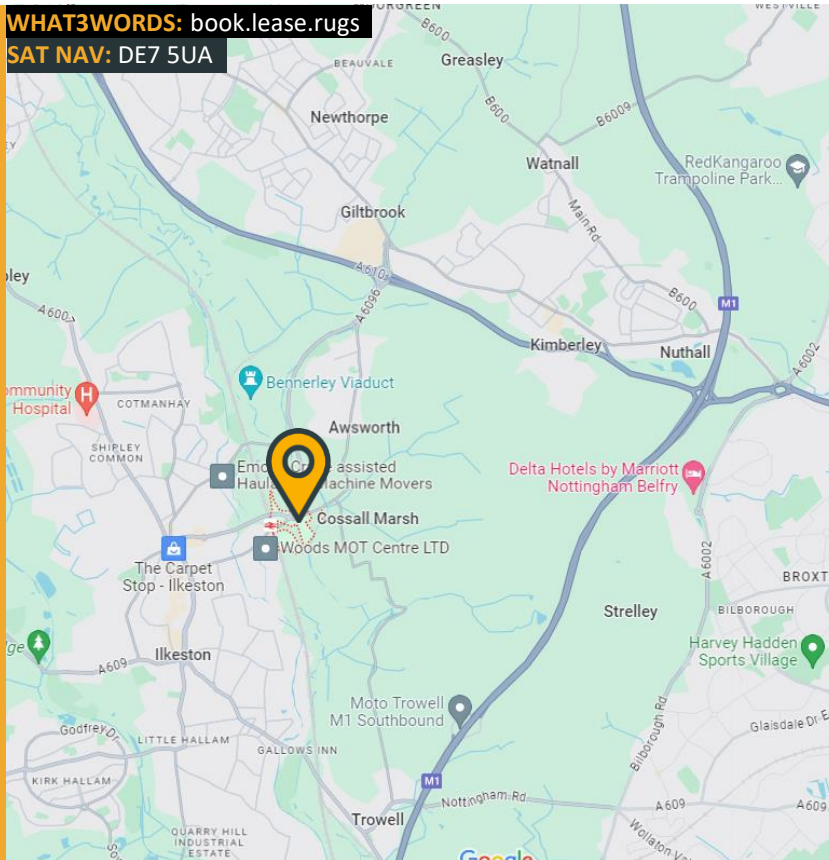 WHAT3WORDS: book.lease.rugs
SAT NAV: DE7 5UA
BEAUVALE
Greasley
B600
B6009
Newthorpe
Watnall
RedKangaroo
Trampoline Park...
Main Rd
Giltbrook
A610
A6096
B600
M1
A6007
Kimberley
Nuthall
A6002
Bennerley Viaduct
Hospital
COTMANHAY
Awsworth
SHIPLEY
COMMON
assisted
Machine Movers
Delta Hotels by Marriott
Nottingham Belfry
Cossall Marsh
Woods MOT Centre LTD
The Carpet
Stop - Ilkeston
A6002
Strelley
BILBOROUGH
Harvey Hadden
Sports Village
Ilkeston
A609
Moto Trowell
M1 Southbound
Bilborough Rd
Glaisdale Dr E
Godfrey Dr
LITTLE HALLAM
GALLOWS INN
KIRK HALLAM
M1
Nottingham Rd
A609
A609
Trowell
QUARRY HILL
INDUSTRIAL
ESTATE
Google